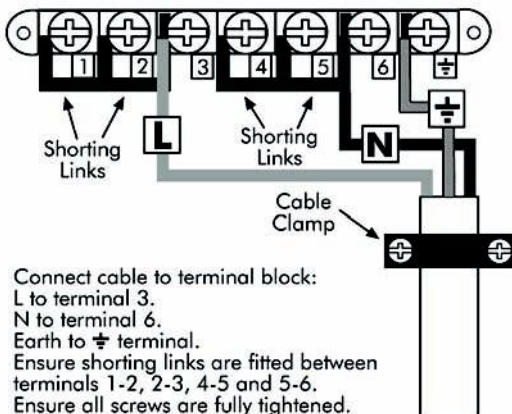 1 2 3 4 5 6 ⏚
Shorting Links
L
Shorting Links
N
⏚
Cable Clamp
Connect cable to terminal block:
L to terminal 3.
N to terminal 6.
Earth to ⏚ terminal.
Ensure shorting links are fitted between
terminals 1-2, 2-3, 4-5 and 5-6.
Ensure all screws are fully tightened.